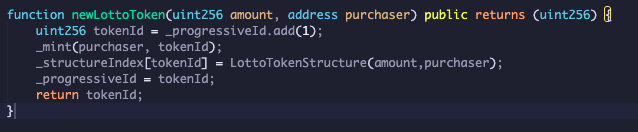 function newLottoToken(uint256 amount, address purchaser) public returns (uint256) {
uint256 tokenId = _progressiveId.add(1);
_mint(purchaser, tokenId);
_structureIndex[tokenId] = LottoTokenStructure(amount,purchaser);
_progressiveId = tokenId;
return tokenId;
}